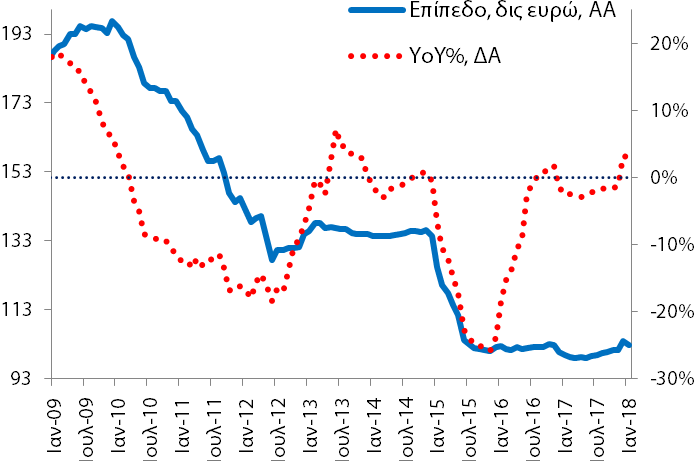 Επίπεδο, δις ευρώ, ΑΑ
YoY%, ΔΑ
193
173
153
133
113
93
20%
10%
0%
-10%
-20%
-30%
Ιαν-09
Ιουλ-09
Ιαν-10
Ιουλ-10
Ιαν-11
Ιουλ-11
Ιαν-12
Ιουλ-12
Ιαν-13
Ιουλ-13
Ιαν-14
Ιουλ-14
Ιαν-15
Ιουλ-15
Ιαν-16
Ιουλ-16
Ιαν-17
Ιουλ-17
Ιαν-18